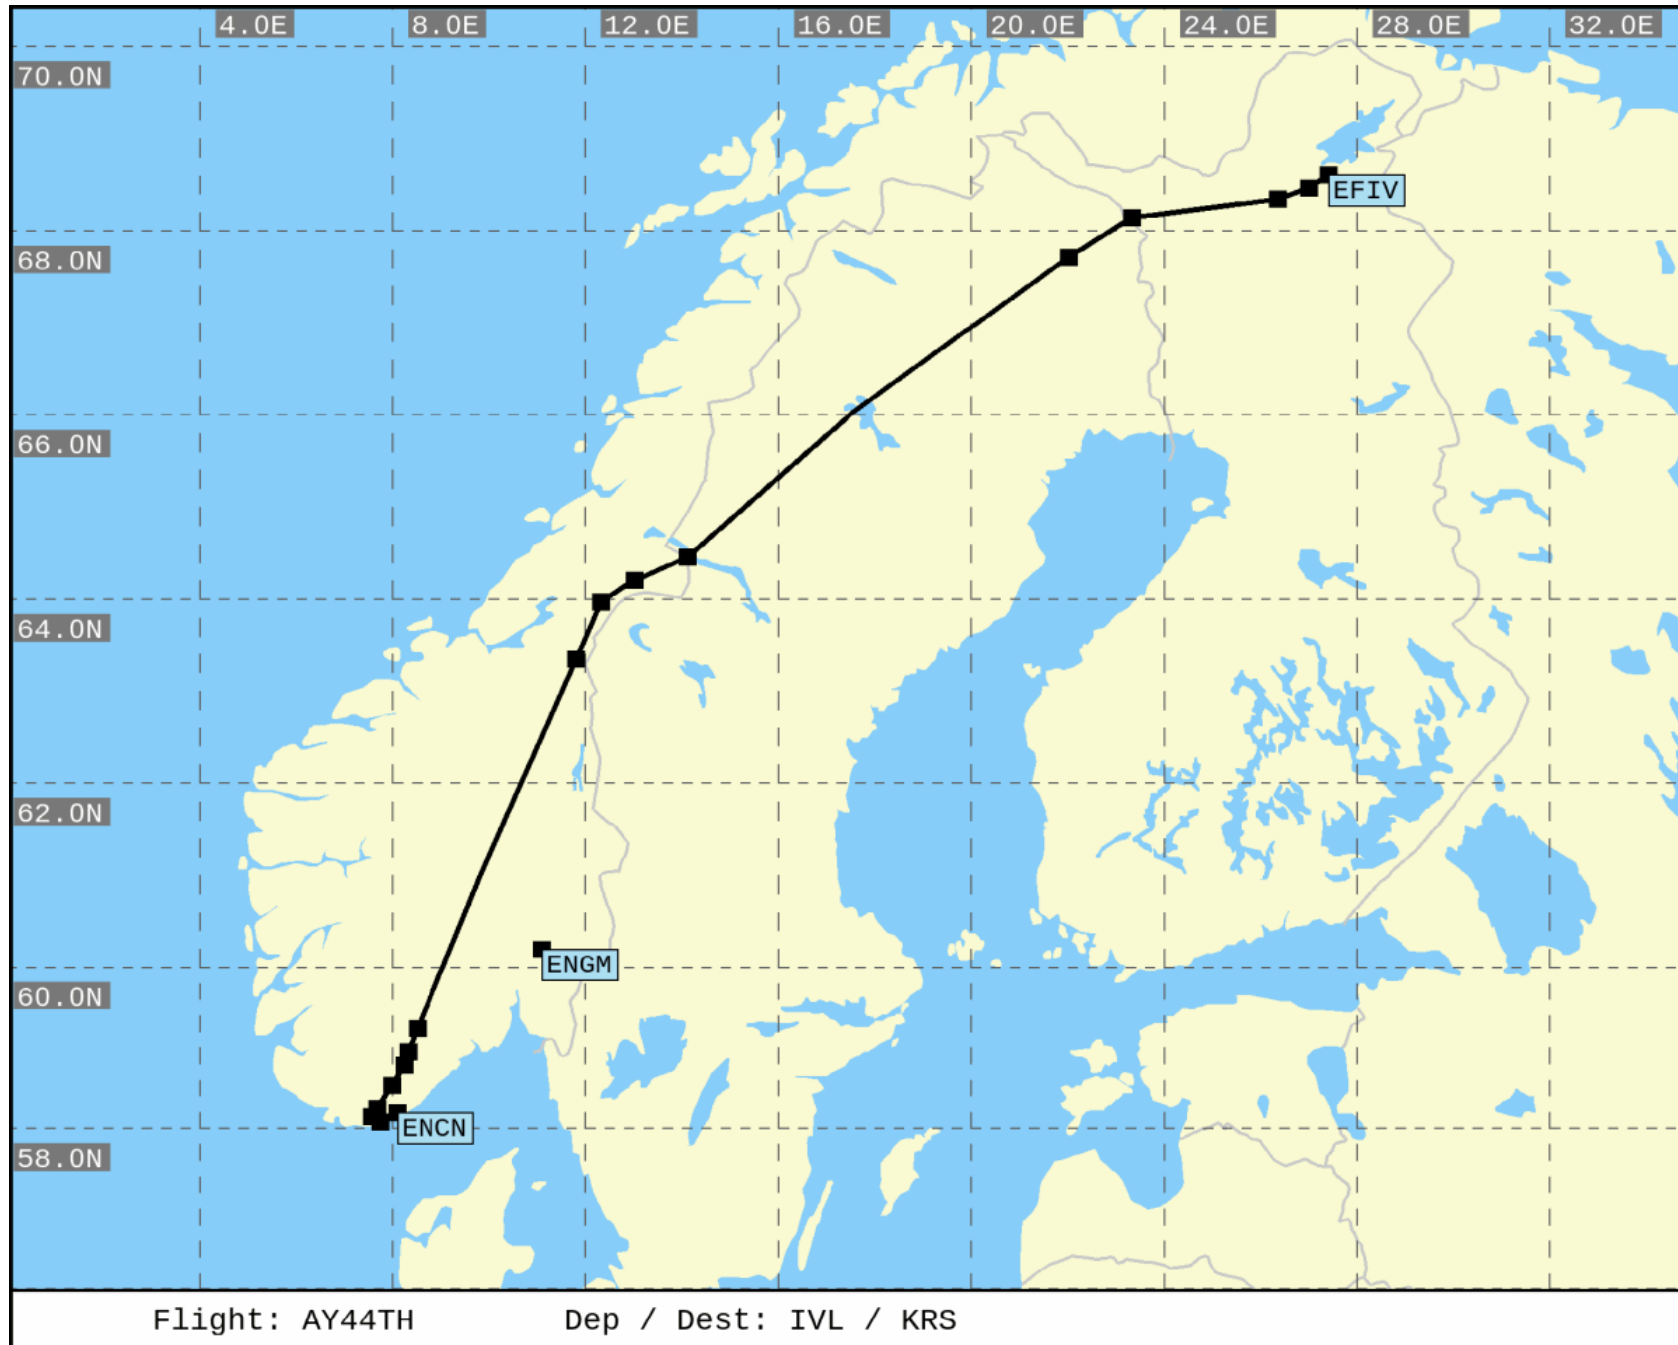 4.0E 8.0E 12.0E 16.0E 20.0E 24.0E 28.0E 32.0E
70.0N
EFIV
68.0N
66.0N
64.0N
62.0N
ENGM
60.0N
ENCN
58.0N
Flight: AY44TH Dep / Dest: IVL / KRS